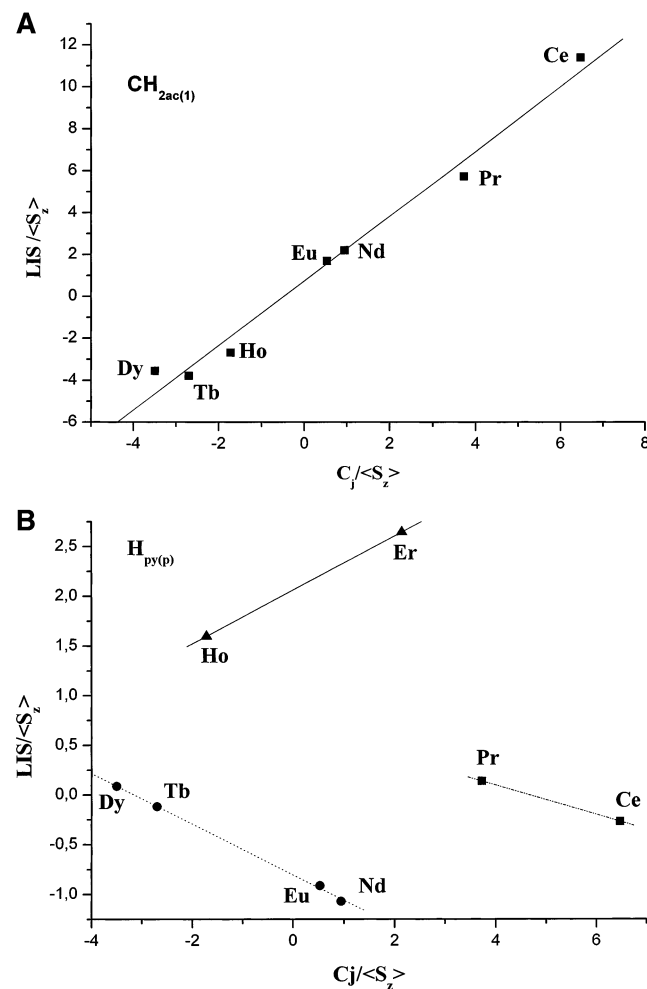 A
12
10
8
6
4
2
0
-2
-4
-6
CH2ac(1)
Ce
Pr
Eu
Nd
Ho
Dy
Tb
LIS /<Sz>
-4 -2 0 2 4 6 8
Cj/<Sz>
B
2,5
2,0
1,5
1,0
0,5
0,0
-0,5
-1,0
Hpy(p)
Er
Ho
Pr
Ce
Tb
Dy
Eu
Nd
LIS/<Sz>
-4 -2 0 2 4 6
Cj/<Sz>